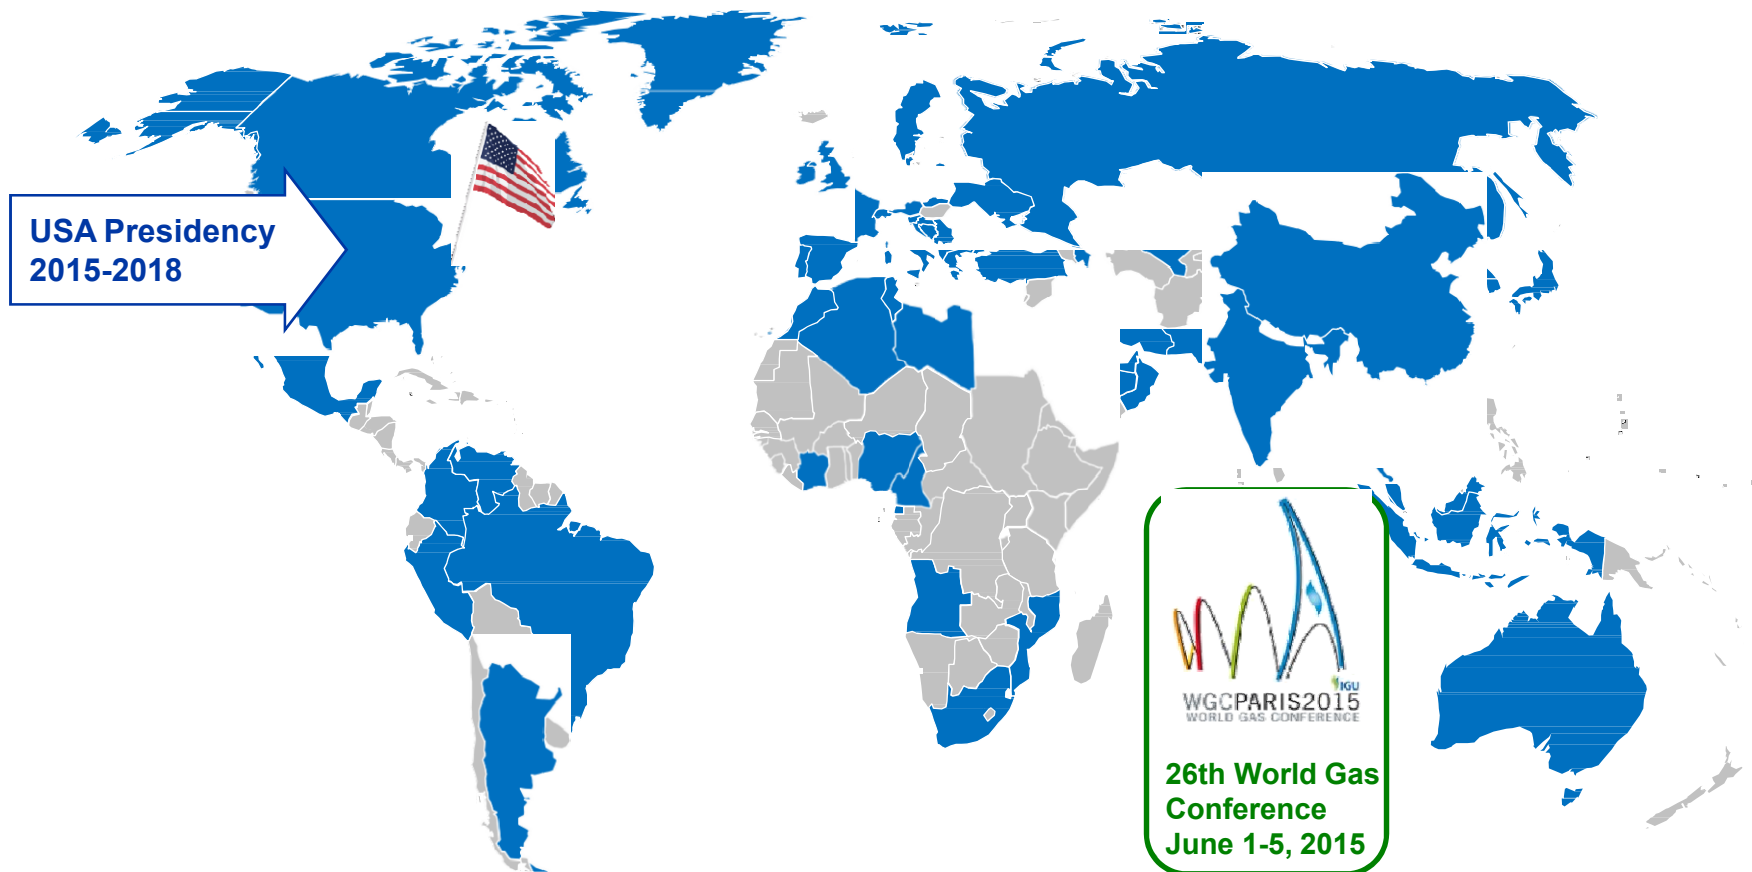 USA Presidency
2015-2018
IGU
WGCPARIS2015
WORLD GAS CONFERENCE
26th World Gas
Conference
June 1-5, 2015